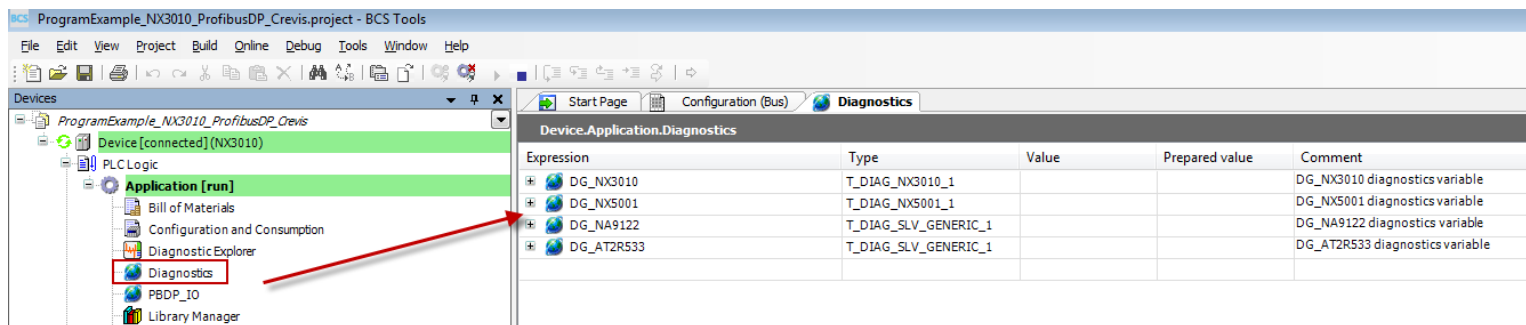 BCS ProgramExample_NX3010_ProfibusDP_Crevis.project - BCS Tools
File Edit View Project Build Online Debug Tools Window Help
Devices
ProgramExample_NX3010_ProfibusDP_Crevis
Device [connected] (NX3010)
PLC Logic
Application [run]
Bill of Materials
Configuration and Consumption
Diagnostic Explorer
Diagnostics
PBDP_IO
Library Manager
Start Page Configuration (Bus) Diagnostics
Device.Application.Diagnostics
Expression Type Value Prepared value Comment
DG_NX3010 T_DIAG_NX3010_1 DG_NX3010 diagnostics variable
DG_NX5001 T_DIAG_NX5001_1 DG_NX5001 diagnostics variable
DG_NA9122 T_DIAG_SLV_GENERIC_1 DG_NA9122 diagnostics variable
DG_AT2R533 T_DIAG_SLV_GENERIC_1 DG_AT2R533 diagnostics variable